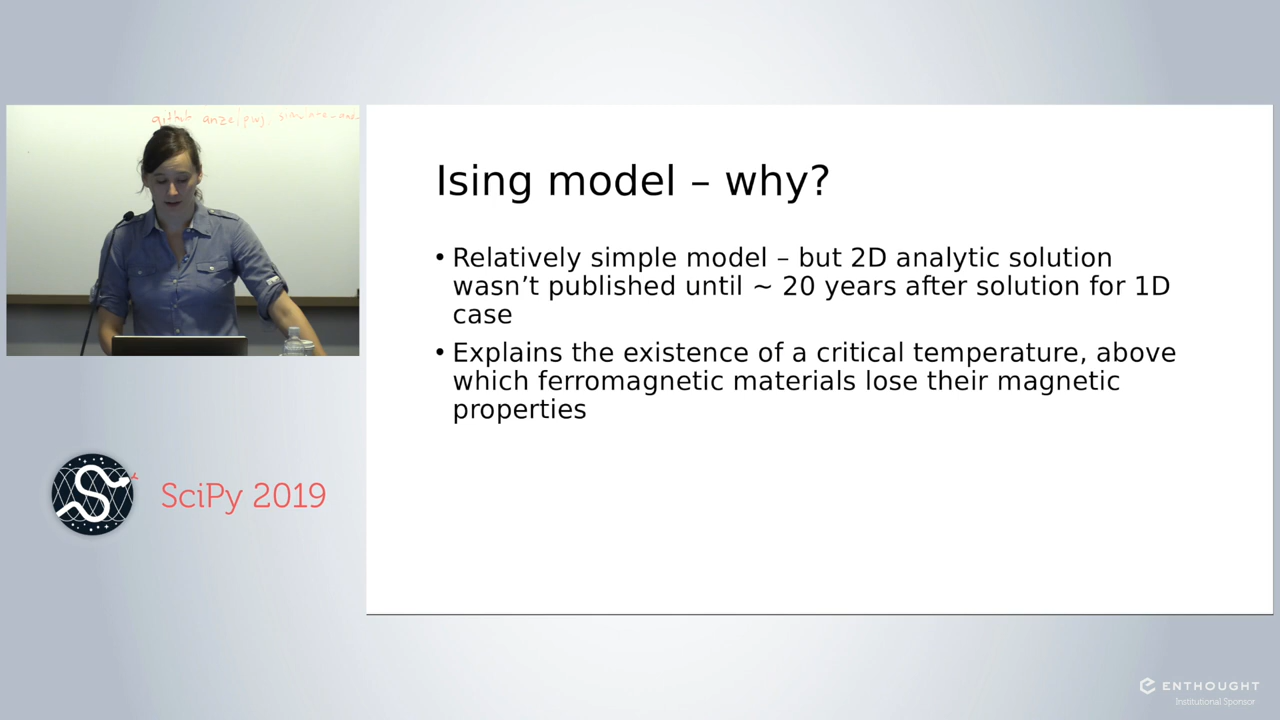 github
Ising model – why?
• Relatively simple model – but 2D analytic solution
wasn’t published until ~ 20 years after solution for 1D
case
• Explains the existence of a critical temperature, above
which ferromagnetic materials lose their magnetic
properties
SciPy 2019
ENTHOUGHT
Institutional Sponsor